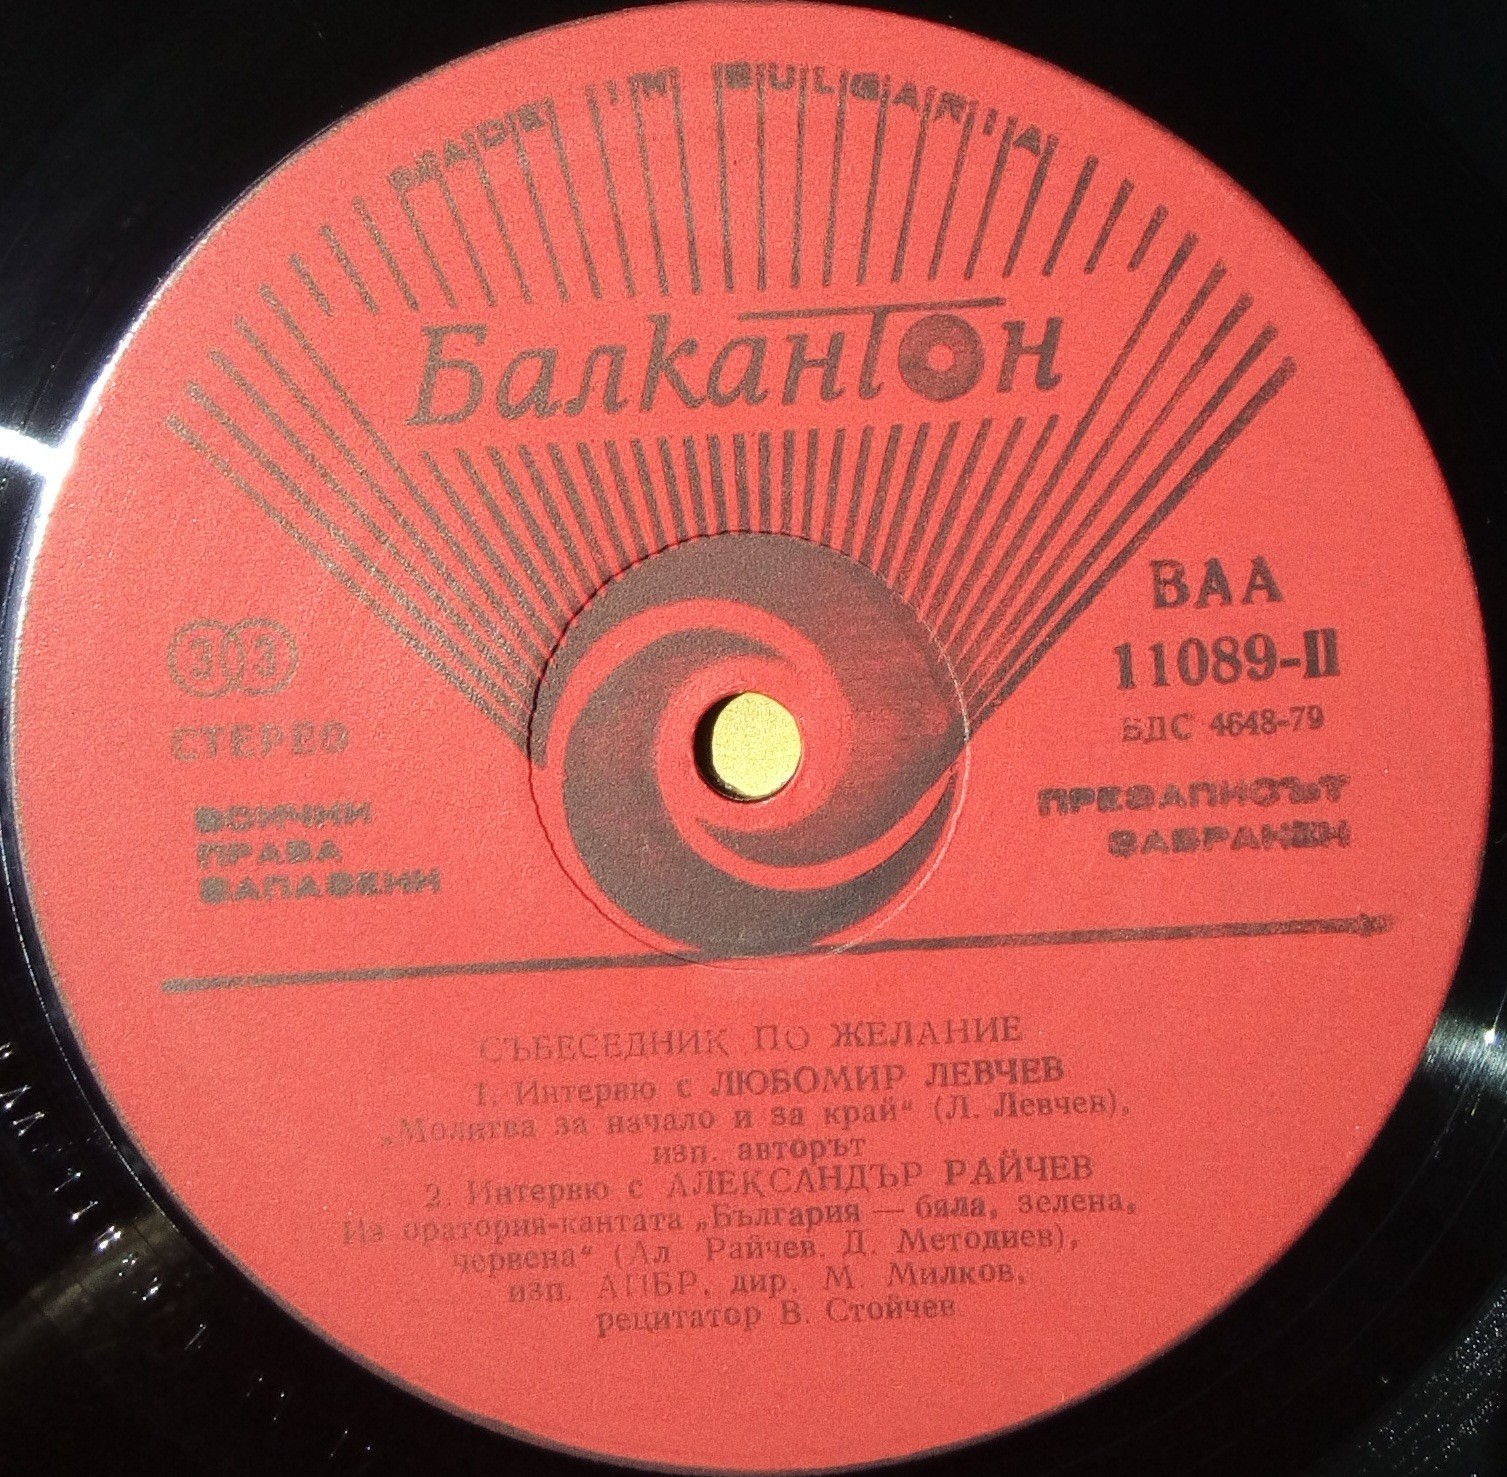 MADE IN BULGARIA
Балкантон
ВАА
11089-II
БДС 4648-79
СТЕРЕО
ВСИЧКИ
ПРАВА
ЗАПАЗЕНИ
ПРЕЗАПИСЪТ
ЗАБРАНЕН
СЪБЕСЕДНИК ПО ЖЕЛАНИЕ
1. Интервю с ЛЮБОМИР ЛЕВЧЕВ
„Молитва за начало и за край“ (Л. Левчев),
изп. авторът
2. Интервю с АЛЕКСАНДЪР РАЙЧЕВ
Из оратория-кантата „България — бяла, зелена,
червена“ (Ал. Райчев, Д. Методиев),
изп. АПБР, дир. М. Милков,
рецитатор В. Стойчев